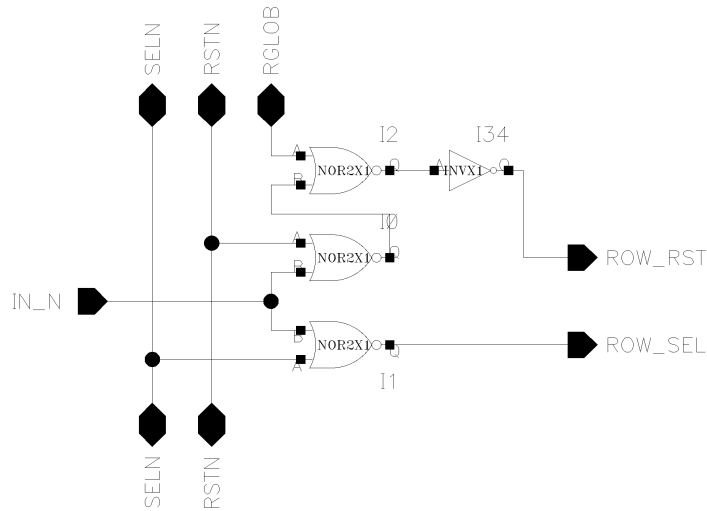 SELN
RSTN
RGLOB
I2
I34
A
NOR2X1
Q
A
INVX1
Q
B
I0
A
NOR2X1
Q
B
ROW_RST
IN_N
B
NOR2X1
Q
ROW_SEL
A
I1
SELN
RSTN